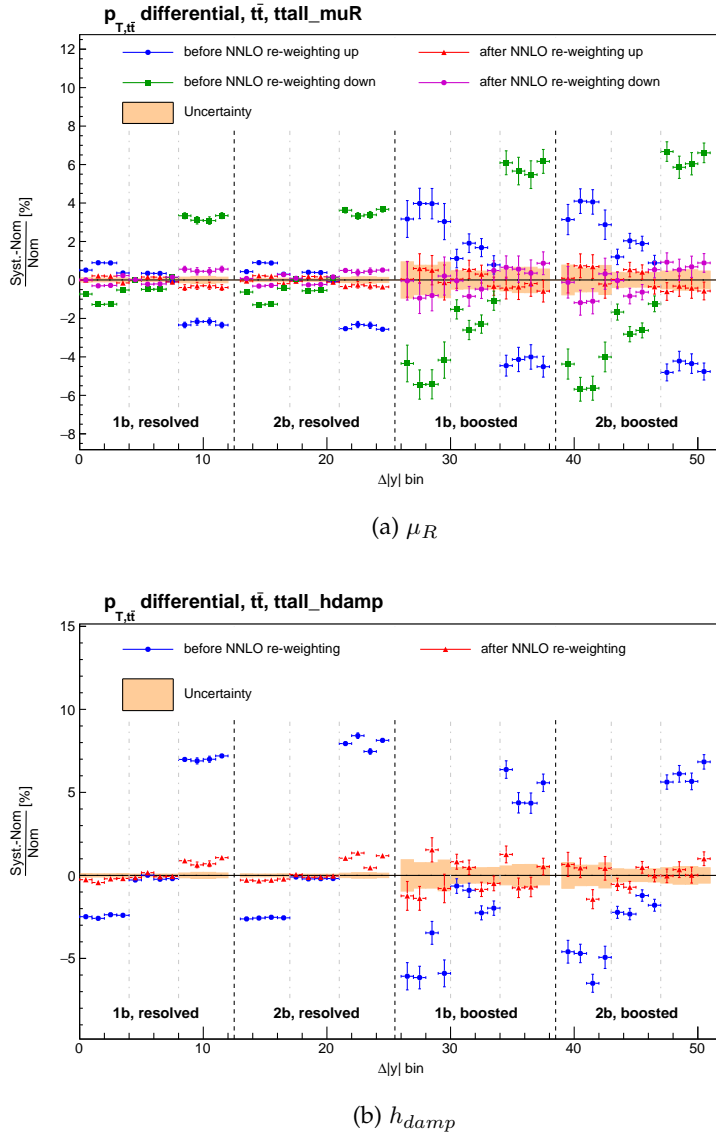 p_{T,tt̄} differential, tt̄, ttall_muR
before NNLO re-weighting up
after NNLO re-weighting up
before NNLO re-weighting down
after NNLO re-weighting down
Uncertainty
Syst.-Nom
Nom
[%]
12
10
8
6
4
2
0
−2
−4
−6
−8
1b, resolved
2b, resolved
1b, boosted
2b, boosted
0 10 20 30 40 50
Δ|y| bin
(a) μ_R
p_{T,tt̄} differential, tt̄, ttall_hdamp
before NNLO re-weighting
after NNLO re-weighting
Uncertainty
Syst.-Nom
Nom
[%]
15
10
5
0
−5
1b, resolved
2b, resolved
1b, boosted
2b, boosted
0 10 20 30 40 50
Δ|y| bin
(b) h_{damp}